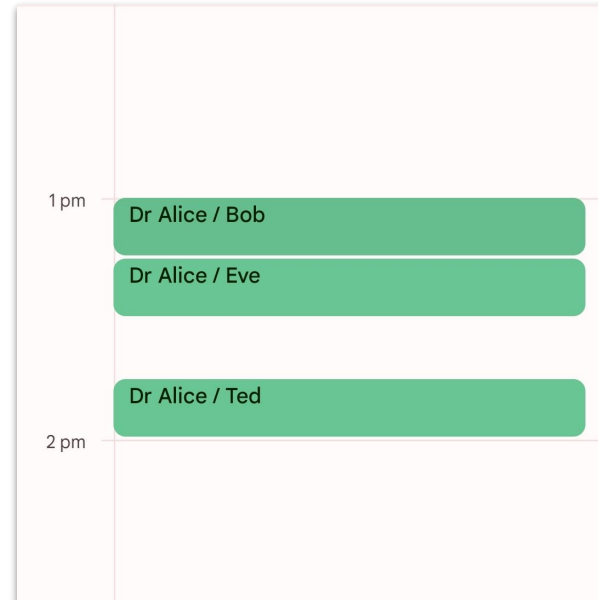 1 pm
Dr Alice / Bob
Dr Alice / Eve
Dr Alice / Ted
2 pm